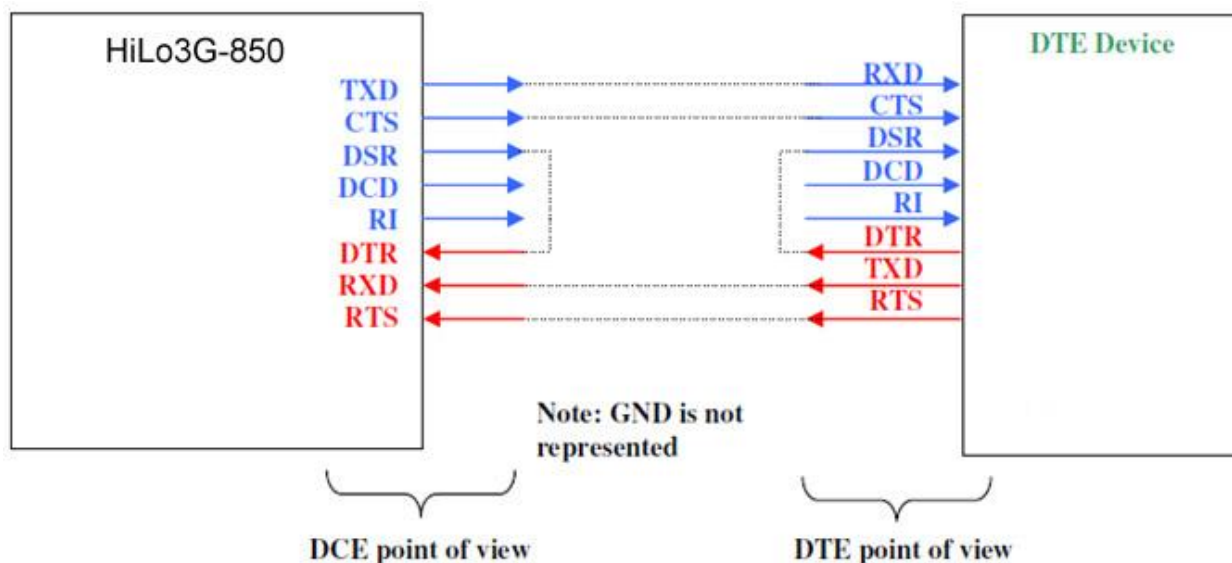 HiLo3G-850
TXD
CTS
DSR
DCD
RI
DTR
RXD
RTS
DTE Device
RXD
CTS
DSR
DCD
RI
DTR
TXD
RTS
Note: GND is not
represented
DCE point of view
DTE point of view